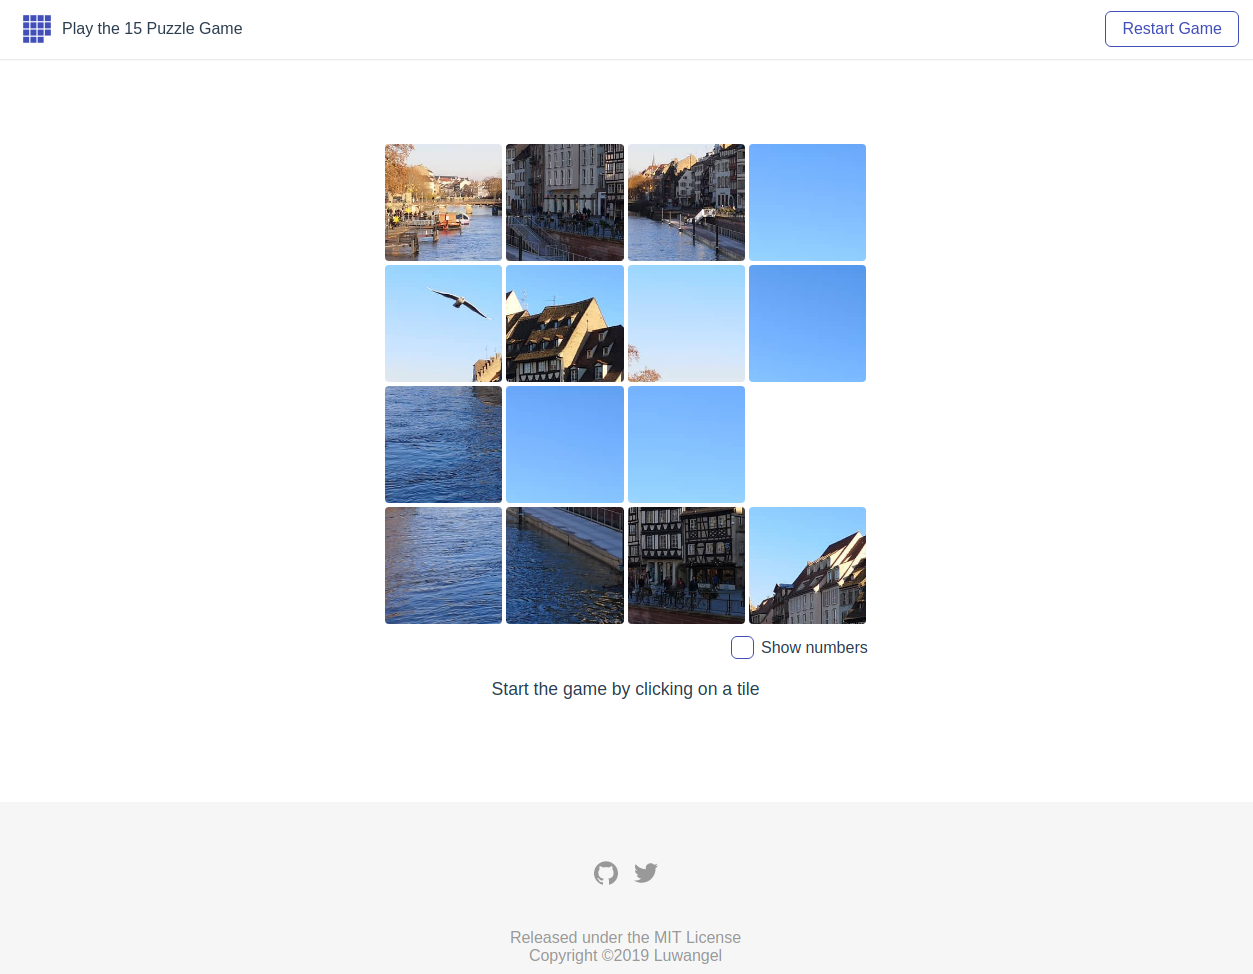 Play the 15 Puzzle Game
Restart Game
Show numbers
Start the game by clicking on a tile
Released under the MIT License
Copyright ©2019 Luwangel